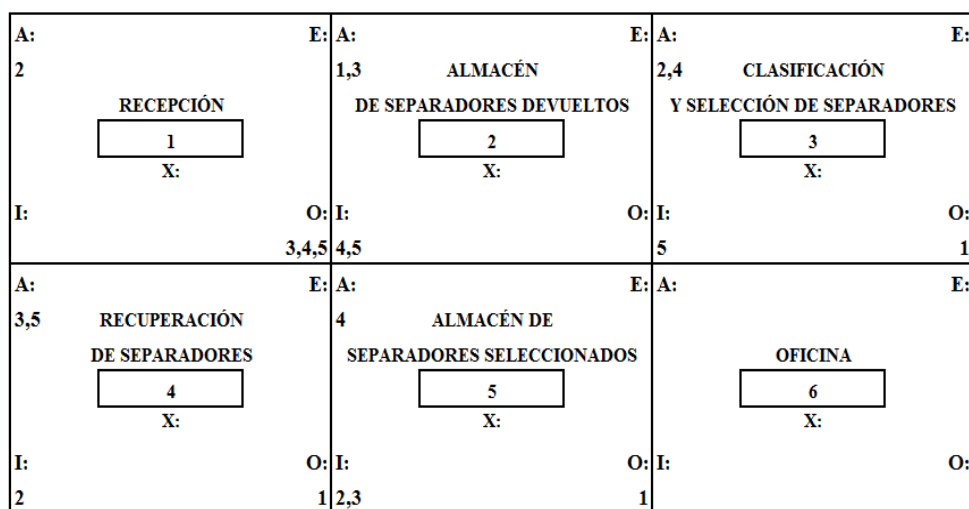 A: E: A: E: A: E:
2 1,3 ALMACÉN 2,4 CLASIFICACIÓN
RECEPCIÓN DE SEPARADORES DEVUELTOS Y SELECCIÓN DE SEPARADORES
1 2 3
X: X: X:
I: O: I: O: I: O:
3,4,5 4,5 5 1
A: E: A: E: A: E:
3,5 RECUPERACIÓN 4 ALMACÉN DE
DE SEPARADORES SEPARADORES SELECCIONADOS OFICINA
4 5 6
X: X: X:
I: O: I: O: I: O:
2 1 2,3 1